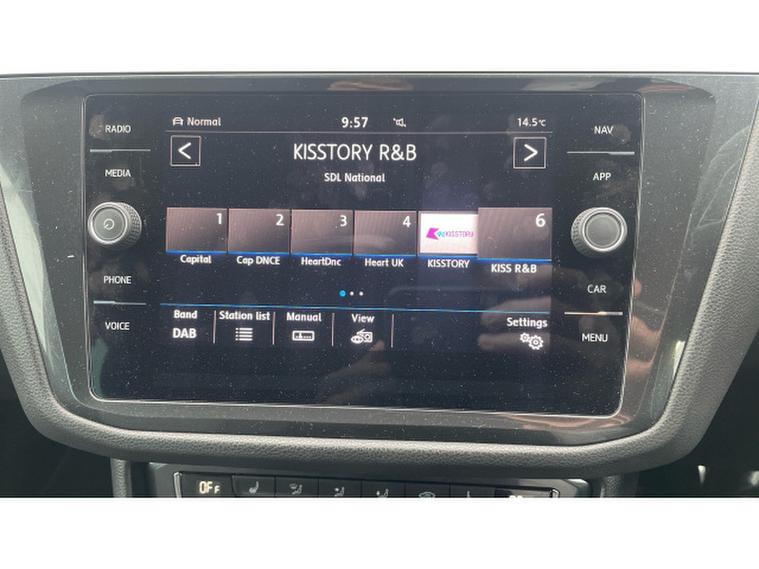 RADIO
MEDIA
PHONE
VOICE
Normal 9:57 14.5°C
< KISSTORY R&B >
SDL National
1 2 3 4 KISSTORY 6
Capital Cap DNCE HeartDnc Heart UK KISSTORY KISS R&B
Band Station list Manual View Settings
DAB
NAV
APP
CAR
MENU
OFF